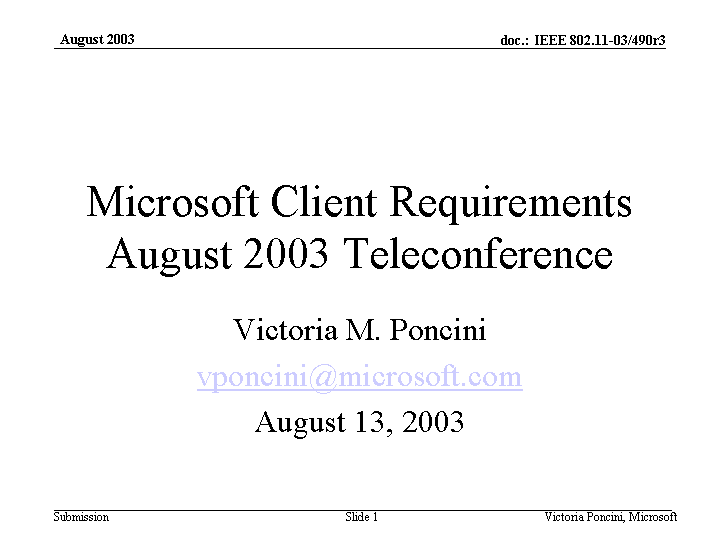 August 2003
doc.: IEEE 802.11-03/490r3
Microsoft Client Requirements
August 2003 Teleconference
Victoria M. Poncini
vponcini@microsoft.com
August 13, 2003
Submission
Slide 1
Victoria Poncini, Microsoft